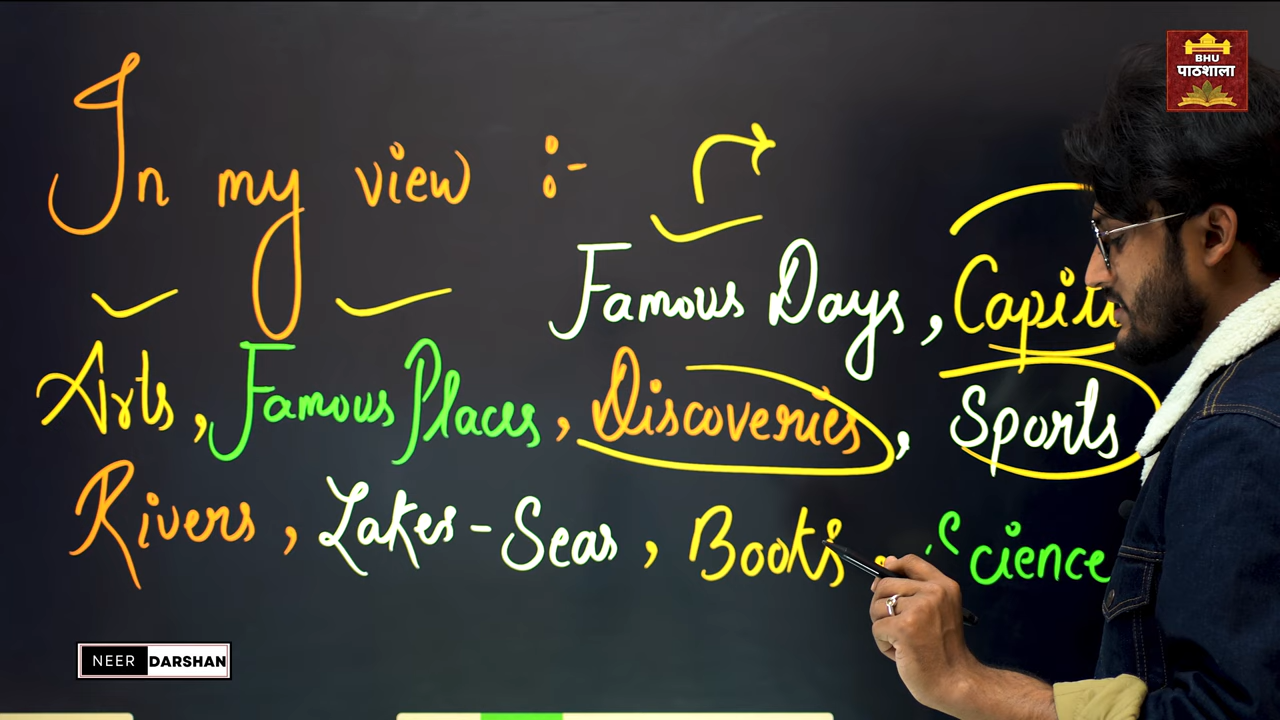 BHU
पाठशाला
In my view :-
Famous Days, Capit
Arts, Famous Places, Discoveries, Sports
Rivers, Lakes-Seas, Books, Science
NEER DARSHAN